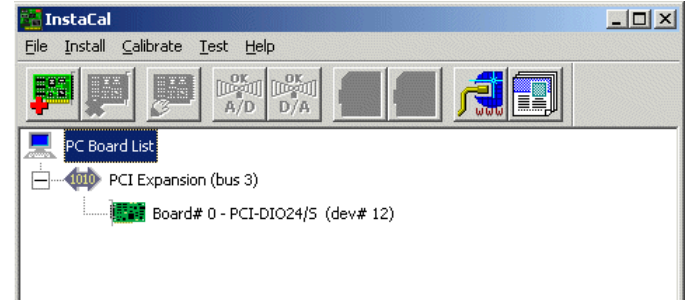 InstaCal
File Install Calibrate Test Help
OK OK
A/D D/A
WWW
PC Board List
1010 PCI Expansion (bus 3)
Board# 0 - PCI-DIO24/S (dev# 12)